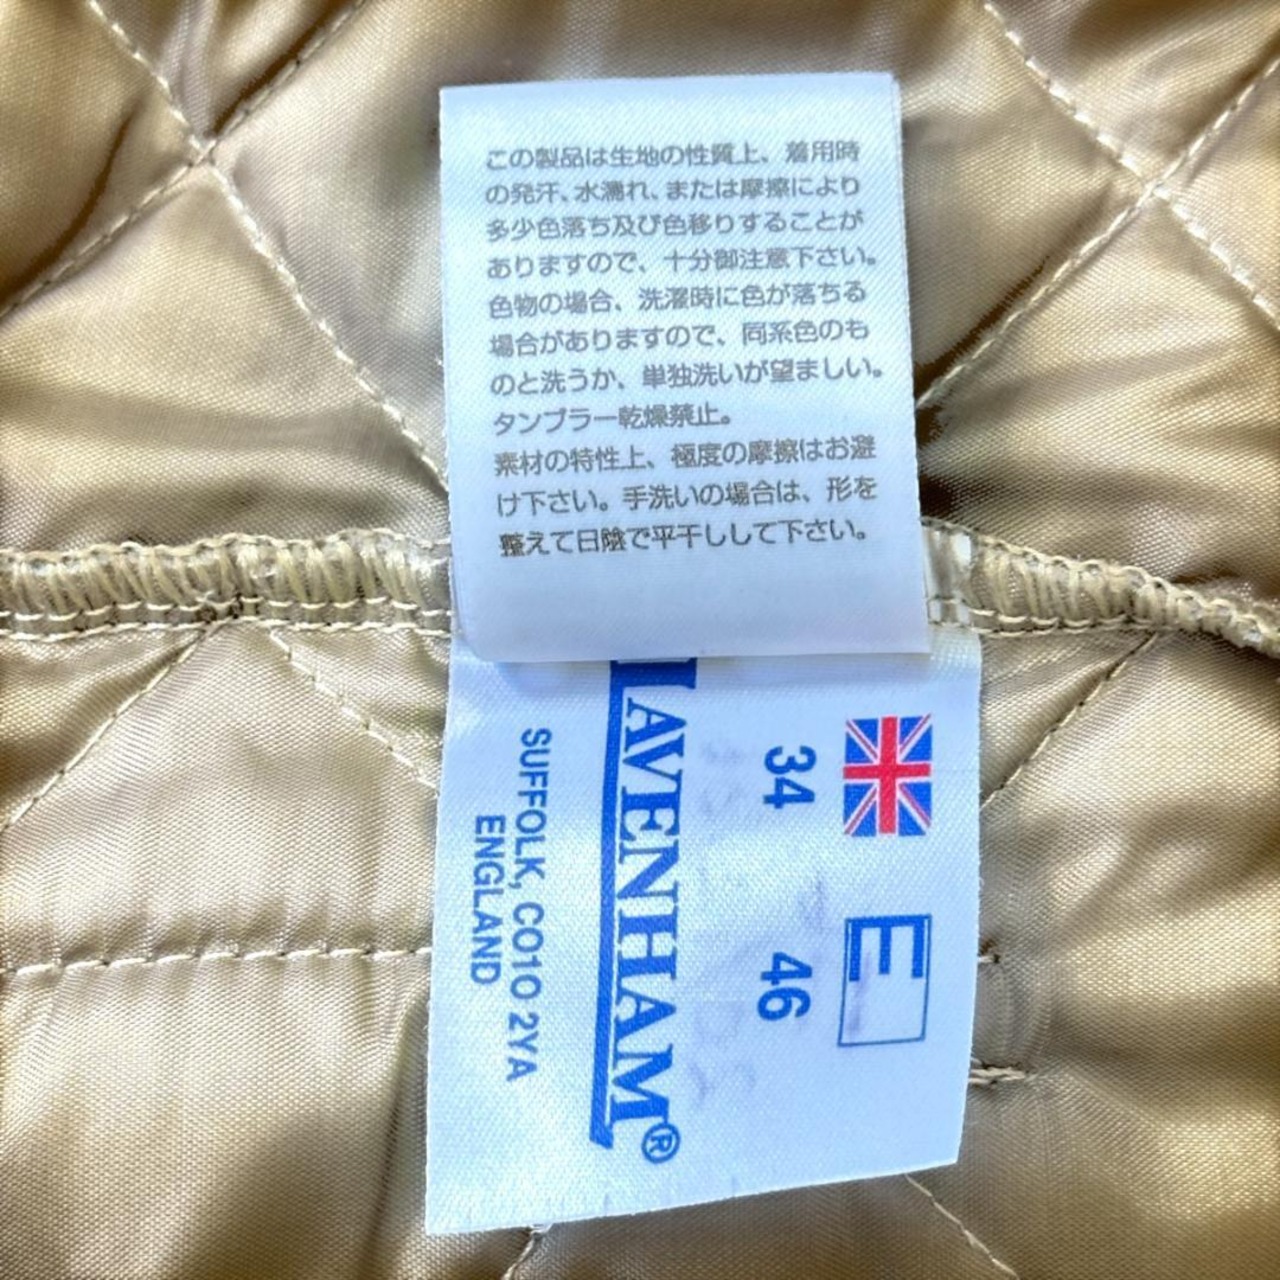 この製品は生地の性質上、着用時
の発汗、水濡れ、または摩擦により
多少色落ち及び色移りすることが
ありますので、十分御注意下さい。
色物の場合、洗濯時に色が落ちる
場合がありますので、同系色のも
のと洗うか、単独洗いが望ましい。
タンブラー乾燥禁止。
素材の特性上、極度の摩擦はお避
け下さい。手洗いの場合は、形を
整えて日陰で平干しして下さい。
E
34 46
LAVENHAM®
SUFFOLK, CO10 2YA
ENGLAND